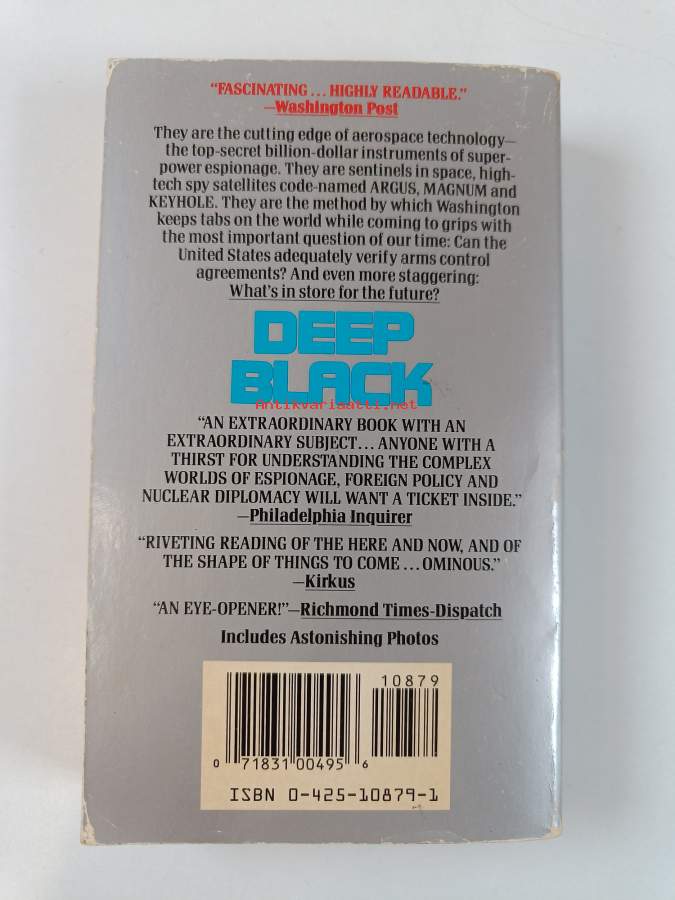 “FASCINATING... HIGHLY READABLE.”
—Washington Post
They are the cutting edge of aerospace technology—
the top-secret billion-dollar instruments of super-
power espionage. They are sentinels in space, high-
tech spy satellites code-named ARGUS, MAGNUM and
KEYHOLE. They are the method by which Washington
keeps tabs on the world while coming to grips with
the most important question of our time: Can the
United States adequately verify arms control
agreements? And even more staggering:
What's in store for the future?
DEEP
BLACK
Antikvariaatti.net
“AN EXTRAORDINARY BOOK WITH AN
EXTRAORDINARY SUBJECT... ANYONE WITH A
THIRST FOR UNDERSTANDING THE COMPLEX
WORLDS OF ESPIONAGE, FOREIGN POLICY AND
NUCLEAR DIPLOMACY WILL WANT A TICKET INSIDE.”
—Philadelphia Inquirer
“RIVETING READING OF THE HERE AND NOW, AND OF
THE SHAPE OF THINGS TO COME... OMINOUS.”
—Kirkus
“AN EYE-OPENER!”—Richmond Times-Dispatch
Includes Astonishing Photos
10879
0 71831 00495 6
ISBN 0-425-10879-1